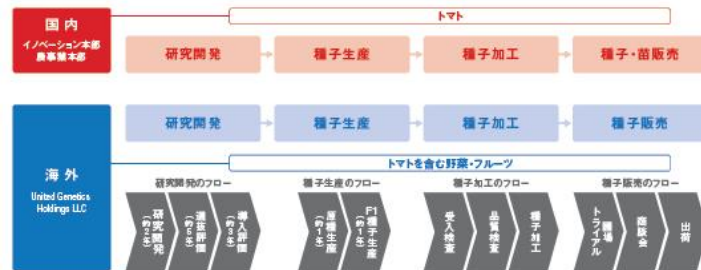 国内
イノベーション本部
農事業本部
トマト
研究開発
種子生産
種子加工
種子・苗販売
海外
United Genetics
Holdings LLC
研究開発
種子生産
種子加工
種子販売
トマトを含む野菜・フルーツ
研究開発のフロー
種子生産のフロー
種子加工のフロー
種子販売のフロー
研究開発
(約2年)
選抜評価
(約5年)
導入評価
(約3年)
原種生産
(約1年)
F1種子生産
(約1年)
受入検査
品質検査
種子加工
圃場
トライアル
商談会
出荷